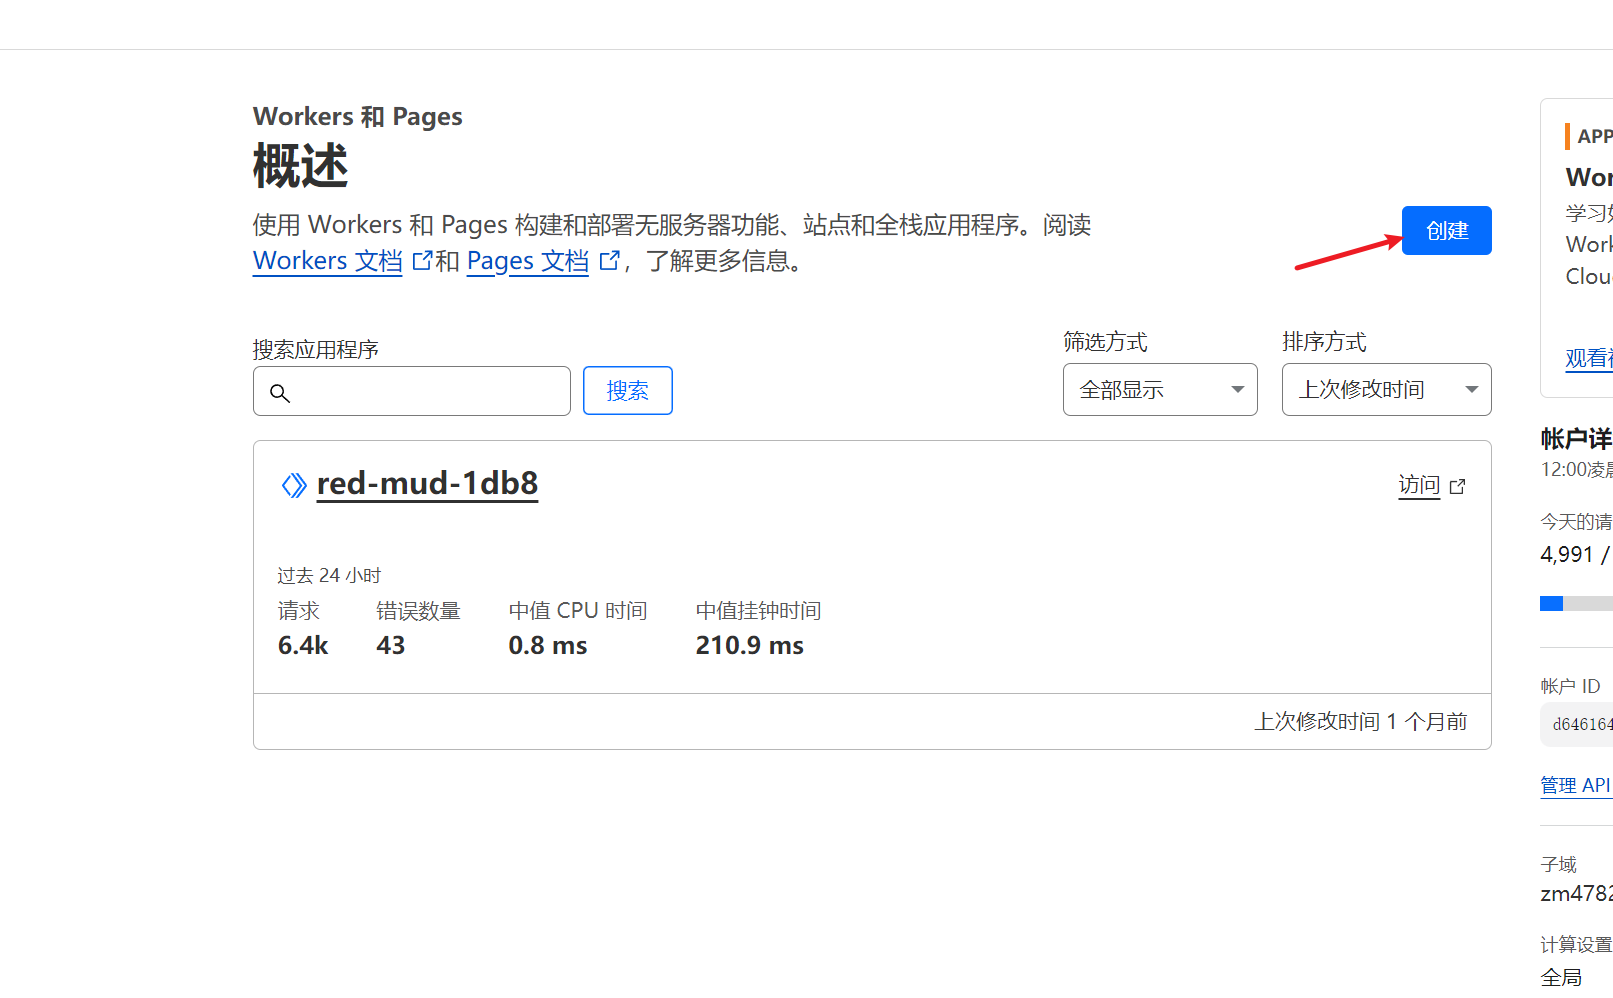 Workers 和 Pages
概述
使用 Workers 和 Pages 构建和部署无服务器功能、站点和全栈应用程序。阅读
Workers 文档 和 Pages 文档 ，了解更多信息。
创建
搜索应用程序
搜索
筛选方式
全部显示
排序方式
上次修改时间
red-mud-1db8
访问
过去 24 小时
请求 错误数量 中值 CPU 时间 中值挂钟时间
6.4k 43 0.8 ms 210.9 ms
上次修改时间 1 个月前
APP
Wor
学习
Work
Clou
观看
帐户详
12:00凌
今天的请
4,991 /
帐户 ID
d64616
管理 API
子域
zm478
计算设置
全局